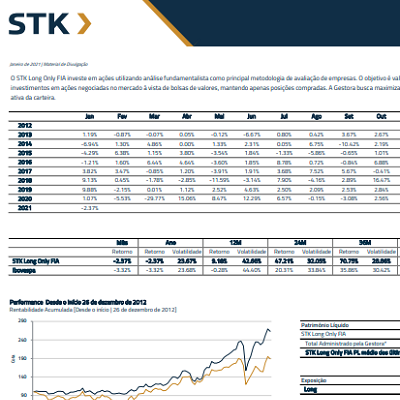 STK
Janeiro de 2021 | Material de Divulgação
O STK Long Only FIA investe em ações utilizando análise fundamentalista como principal metodologia de avaliação de empresas. O objetivo é
investimentos em ações negociadas no mercado à vista de bolsas de valores, mantendo apenas posições compradas. A Gestora busca
ativa da carteira.
Jan Fev Mar Abr Mai Jun Jul Ago Set Out
2012
2013 1.19% -0.87% -0.07% 0.05% -0.12% -6.67% 0.80% 0.42% 3.67% 2.67%
2014 -6.94% 1.30% 4.86% 0.00% 1.33% 2.31% 0.05% 6.75% -10.42% 2.19%
2015 -4.29% 6.38% 1.15% 3.80% -3.54% 1.84% -1.33% -5.86% -0.65% 1.01%
2016 -1.21% 1.60% 6.44% 4.64% -3.60% 1.85% 8.78% 0.72% -0.84% 6.88%
2017 3.82% 3.47% -0.85% 1.20% -3.91% 1.91% 3.68% 7.52% 5.67% -0.41%
2018 9.13% 0.45% -1.78% -2.85% -11.59% -3.14% 7.90% -4.16% 2.89% 16.47%
2019 9.88% -2.15% 0.01% 1.12% 2.52% 4.63% 2.50% 2.09% 2.53% 2.84%
2020 1.07% -5.53% -29.77% 15.06% 8.47% 12.29% 6.57% -0.15% -3.08% 2.56%
2021 -2.37%
Mês Ano 12M 24M 36M
Retorno Retorno Volatilidade Retorno Volatilidade Retorno Volatilidade Retorno Volatilidade
STK Long Only FIA -2.37% -2.37% 23.67% 42.66% 47.21% 32.05% 70.75%
Ibovespa -3.32% -3.32% 23.68% -0.28% 44.40% 20.31% 33.84% 35.86% 30.42%
Performance Desde o início 26 de dezembro de 2012
Rentabilidade Acumulada [Desde o início | 26 de dezembro de 2012]
290
240
190
140
90
Patrimônio Líquido
STK Long Only FIA
Total Administrado pela Gestora*
STK Long Only FIA PL médio dos
Exposição
Long